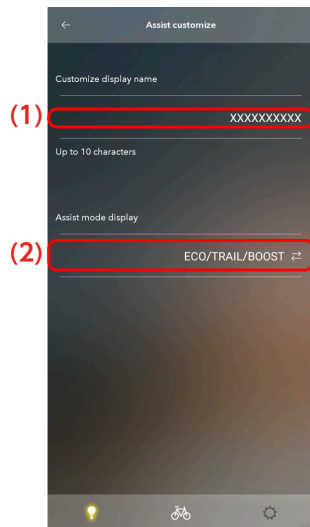 Assist customize
Customize display name
(1)
XXXXXXXXXX
Up to 10 characters
Assist mode display
(2)
ECO/TRAIL/BOOST